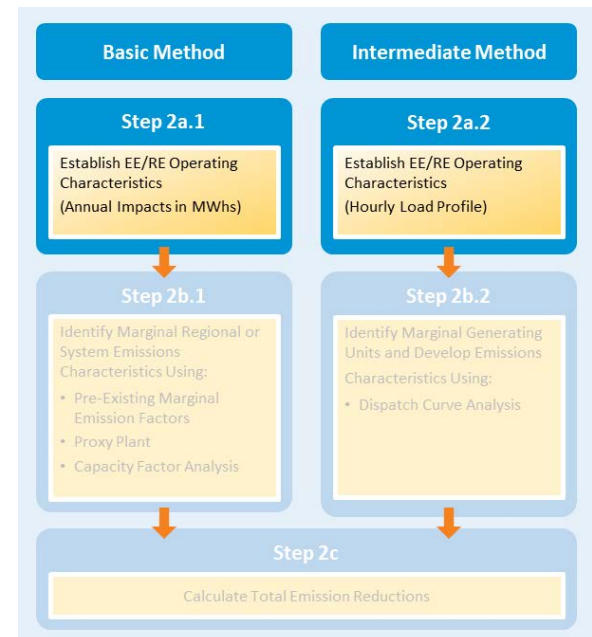 Basic Method
Intermediate Method
Step 2a.1
Establish EE/RE Operating
Characteristics
(Annual Impacts in MWhs)
Step 2a.2
Establish EE/RE Operating
Characteristics
(Hourly Load Profile)
Step 2b.1
Identify Marginal Regional or
System Emissions
Characteristics Using:
• Pre-Existing Marginal
Emission Factors
• Proxy Plant
• Capacity Factor Analysis
Step 2b.2
Identify Marginal Generating
Units and Develop Emissions
Characteristics Using:
• Dispatch Curve Analysis
Step 2c
Calculate Total Emission Reductions